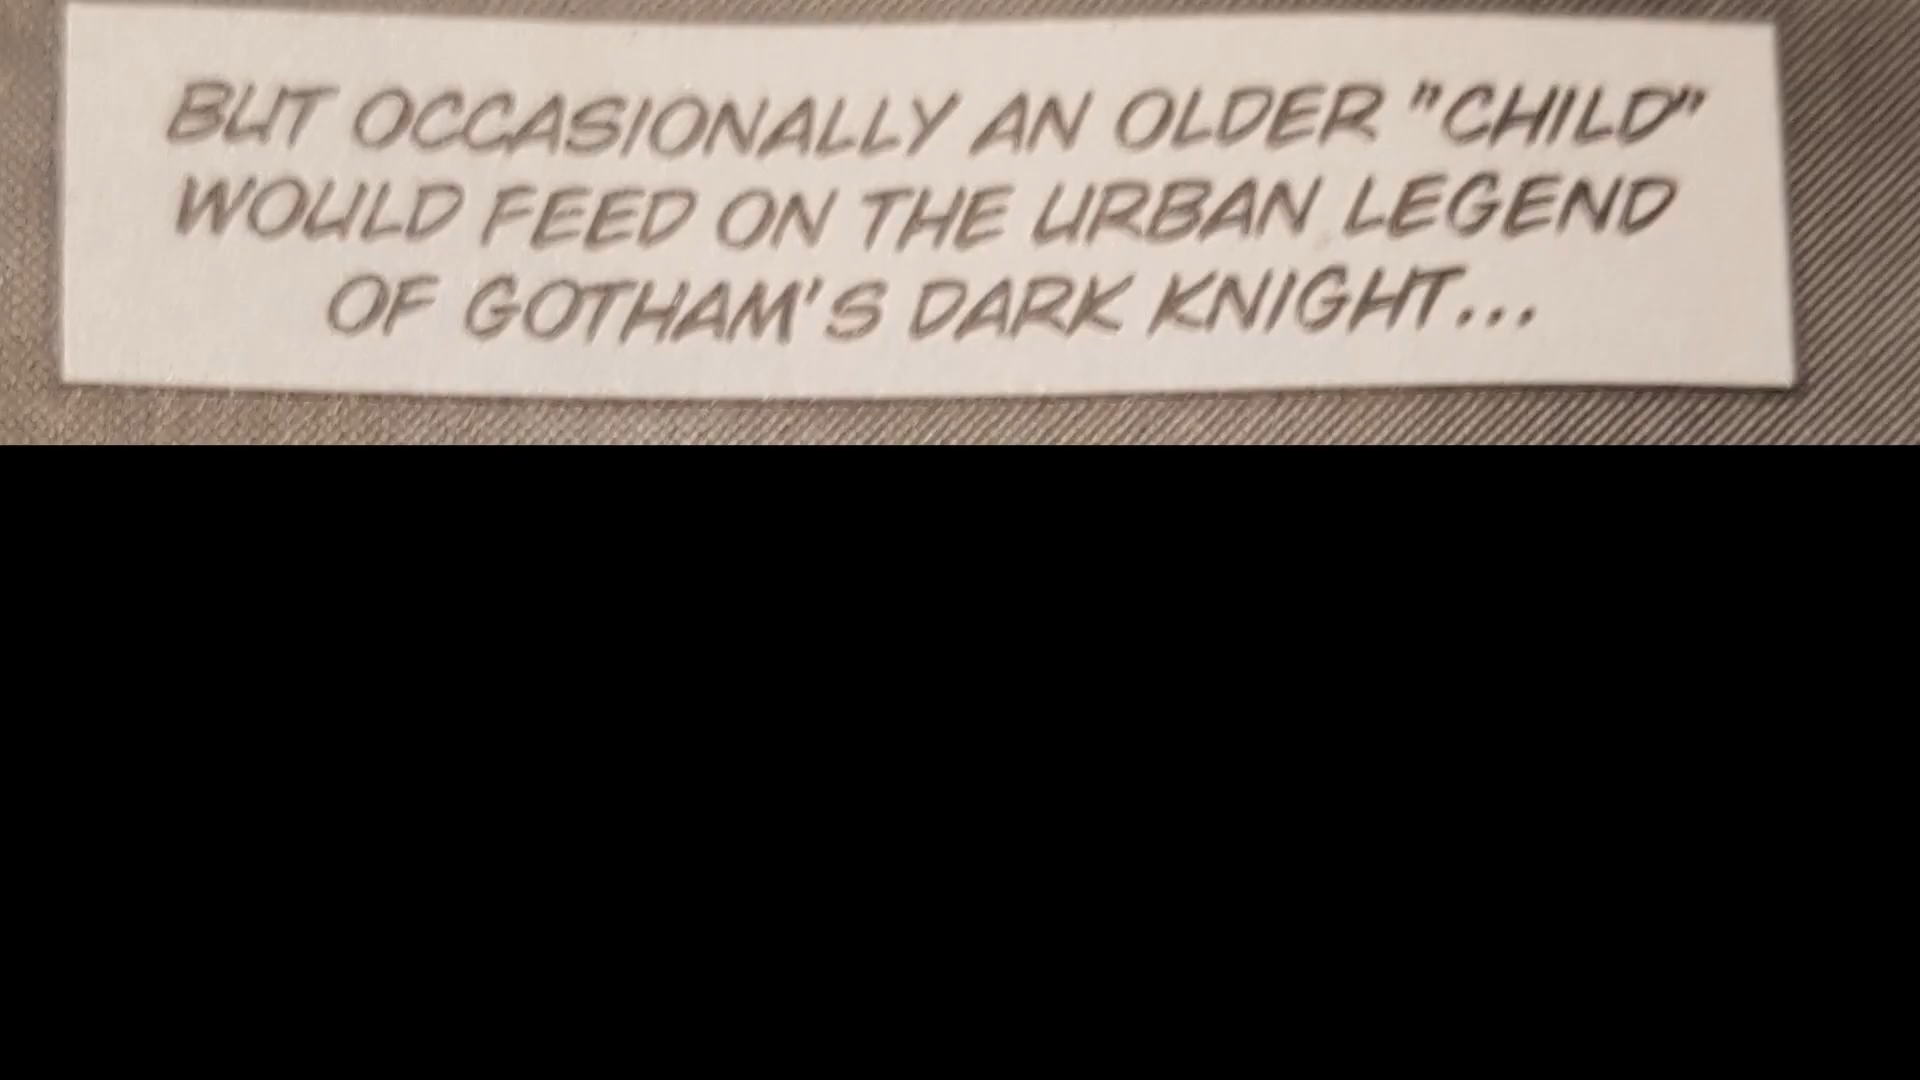 BUT OCCASIONALLY AN OLDER "CHILD"
WOULD FEED ON THE URBAN LEGEND
OF GOTHAM'S DARK KNIGHT...